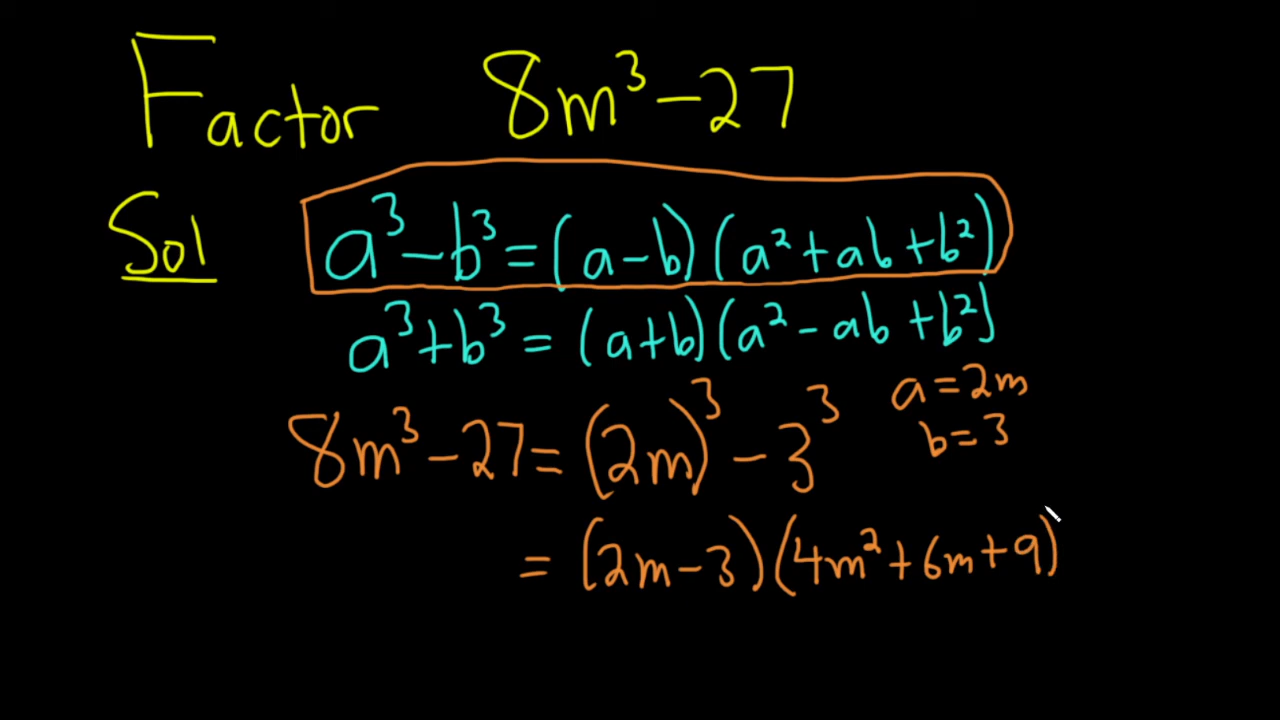 Factor 8m³-27
Sol a³-b³=(a-b)(a²+ab+b²)
a³+b³=(a+b)(a²-ab+b²)
a=2m
8m³-27=(2m)³-3³ b=3
=(2m-3)(4m²+6m+9)